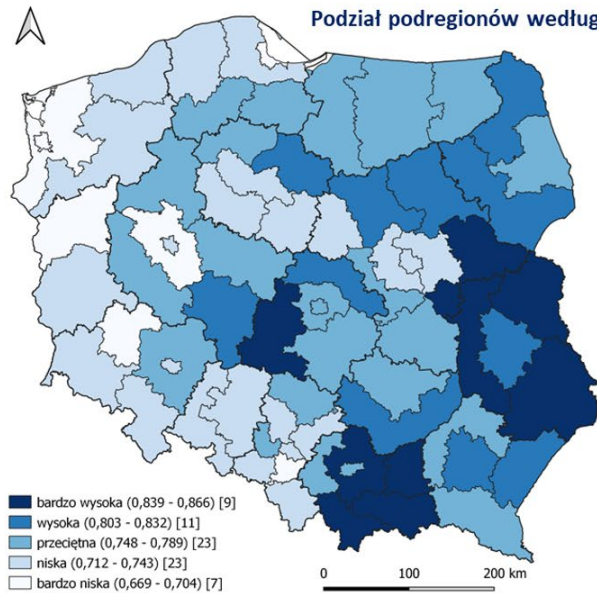 Podział podregionów według
bardzo wysoka (0,839 - 0,866) [9]
wysoka (0,803 - 0,832) [11]
przeciętna (0,748 - 0,789) [23]
niska (0,712 - 0,743) [23]
bardzo niska (0,669 - 0,704) [7]
0 100 200 km